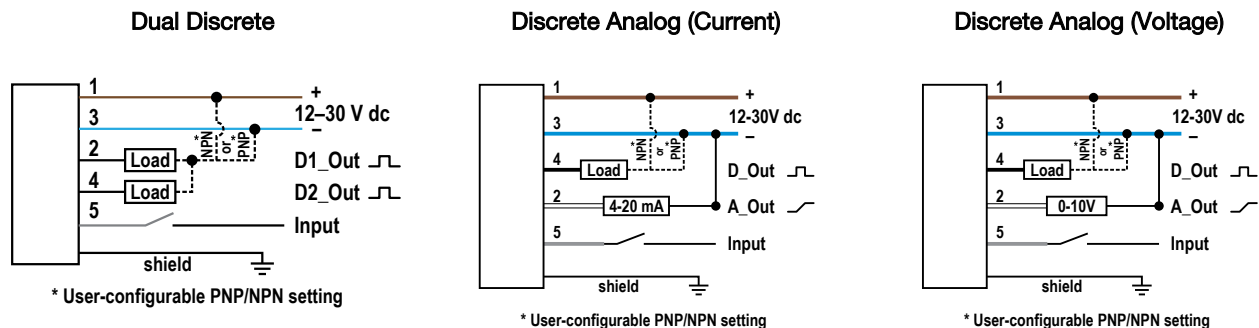 Dual Discrete
1
+
12–30 V dc
3
–
* NPN
or
* PNP
2
Load
D1_Out
4
Load
D2_Out
5
Input
shield
* User-configurable PNP/NPN setting
Discrete Analog (Current)
1
+
12-30V dc
3
–
* NPN
or
* PNP
4
Load
D_Out
2
4-20 mA
A_Out
5
Input
shield
* User-configurable PNP/NPN setting
Discrete Analog (Voltage)
1
+
12-30V dc
3
–
* NPN
or
* PNP
4
Load
D_Out
2
0-10V
A_Out
5
Input
shield
* User-configurable PNP/NPN setting